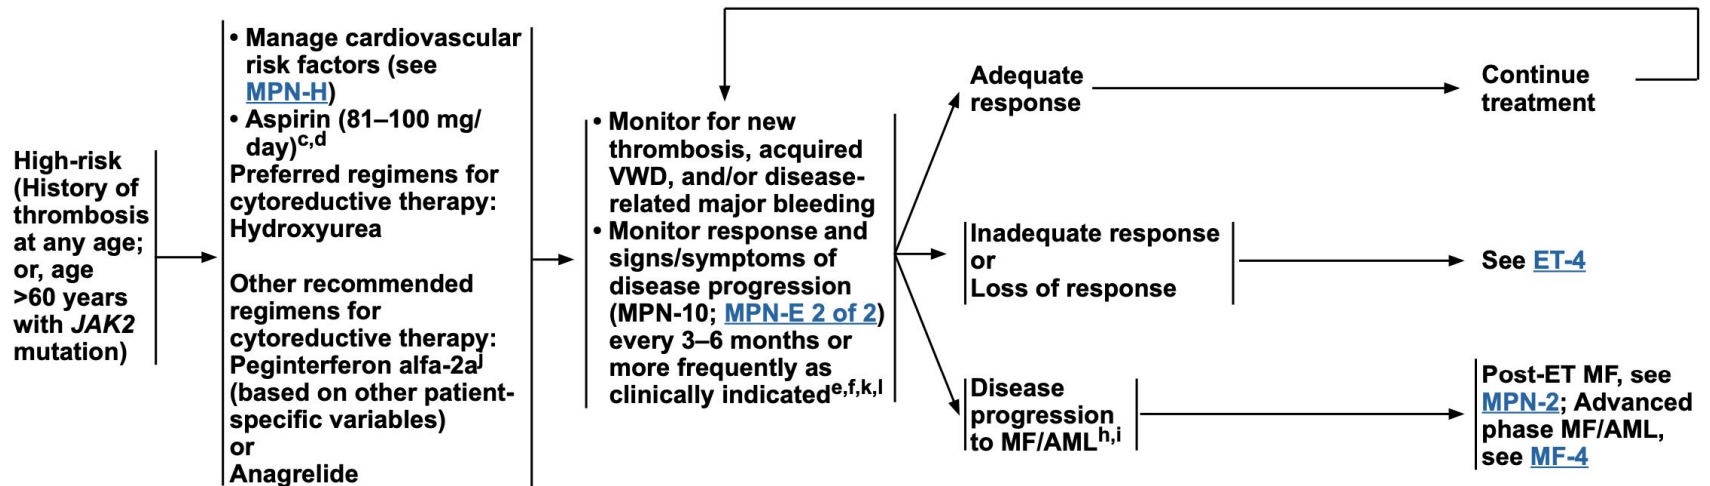 High-risk
(History of
thrombosis
at any age;
or, age
>60 years
with JAK2
mutation)
• Manage cardiovascular
risk factors (see
MPN-H)
• Aspirin (81–100 mg/
day)c,d
Preferred regimens for
cytoreductive therapy:
Hydroxyurea
Other recommended
regimens for
cytoreductive therapy:
Peginterferon alfa-2aj
(based on other patient-
specific variables)
or
Anagrelide
• Monitor for new
thrombosis, acquired
VWD, and/or disease-
related major bleeding
• Monitor response and
signs/symptoms of
disease progression
(MPN-10; MPN-E 2 of 2)
every 3–6 months or
more frequently as
clinically indicatede,f,k,l
Adequate
response
Continue
treatment
Inadequate response
or
Loss of response
See ET-4
Disease
progression
to MF/AMLh,i
Post-ET MF, see
MPN-2; Advanced
phase MF/AML,
see MF-4